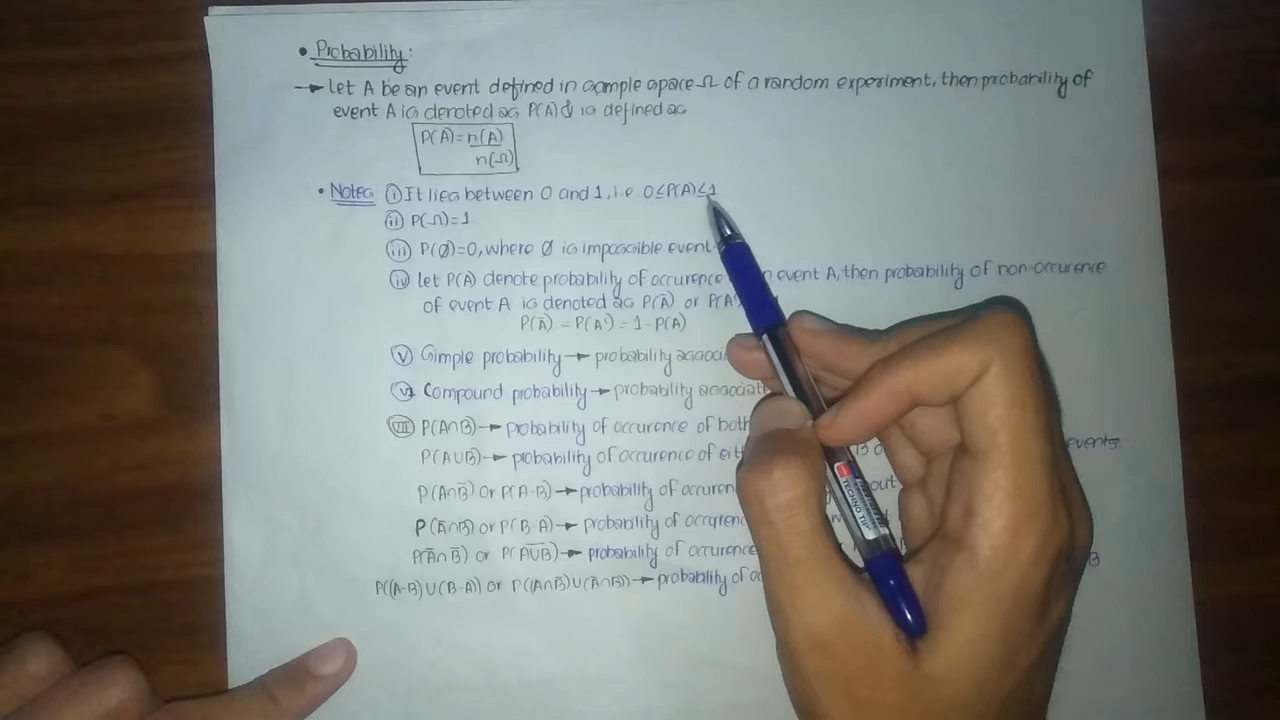 • Probability:
→ Let A be an event defined in sample space Ω of a random experiment, then probability of
event A is denoted as P(A) & is defined as
P(A) = n(A)
n(Ω)
• Notes (i) It lies between 0 and 1, i.e 0≤P(A)≤1
(ii) P(Ω)=1
(iii) P(Ø)=0, where Ø is impossible event.
(iv) Let P(A) denote probability of occurence event A, then probability of non-occurence
of event A is denoted as P(A̅) or
P(A̅) = P(A') = 1-P(A)
(v) Simple probability → probability
(vi) Compound probability → probability
(vii) P(A∩B) → probability of occurence of both
P(A∪B) → probability of occurence of events.
P(A∩B̅) or P(A-B) → probability of
P(A̅∩B) or P(B-A) → probability of
P(A̅∩B̅) or P(A̅∪̅B̅) → probability of occurence B
P((A-B)∪(B-A)) or P((A∩B̅)∪(A̅∩B)) → probability of
TECHNO TIP